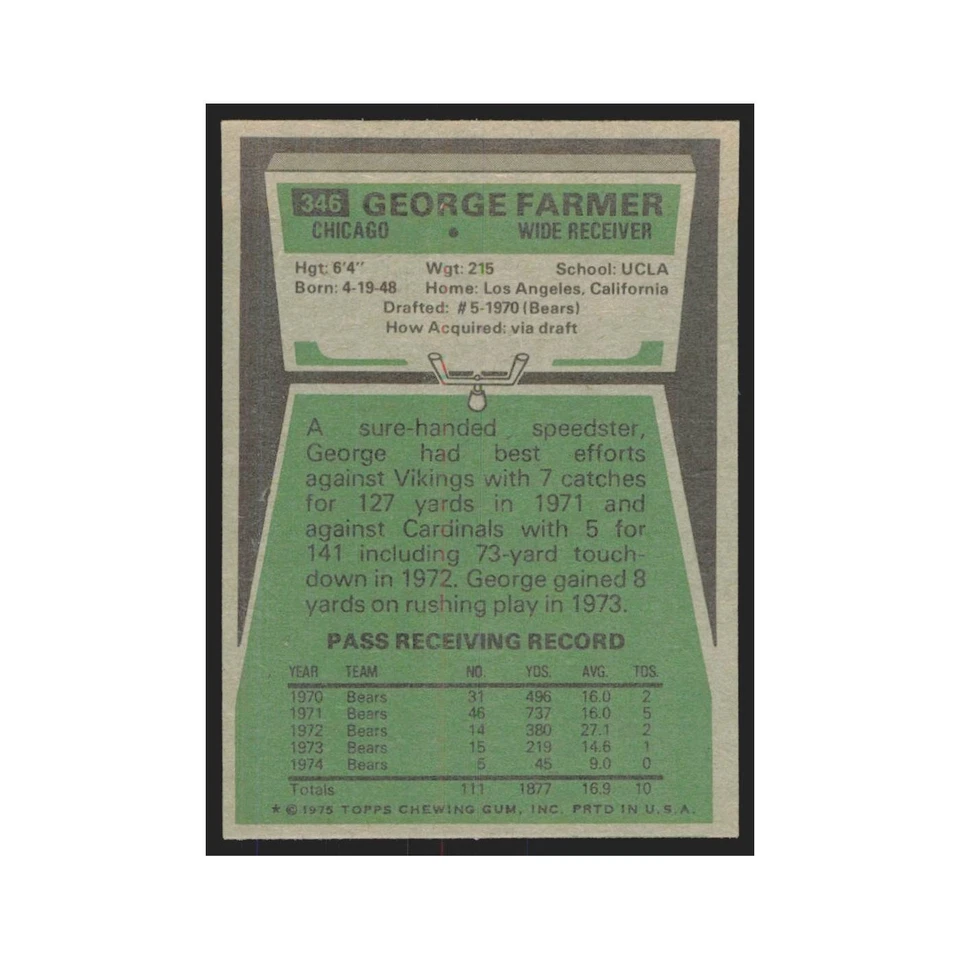 346 GEORGE FARMER
CHICAGO • WIDE RECEIVER
Hgt: 6'4" Wgt: 215 School: UCLA
Born: 4-19-48 Home: Los Angeles, California
Drafted: #5-1970 (Bears)
How Acquired: via draft
A sure-handed speedster,
George had best efforts
against Vikings with 7 catches
for 127 yards in 1971 and
against Cardinals with 5 for
141 including 73-yard touch-
down in 1972. George gained 8
yards on rushing play in 1973.
PASS RECEIVING RECORD
YEAR TEAM NO. YDS. AVG. TDS.
1970 Bears 31 496 16.0 2
1971 Bears 46 737 16.0 5
1972 Bears 14 380 27.1 2
1973 Bears 15 219 14.6 1
1974 Bears 5 45 9.0 0
Totals 111 1877 16.9 10
* © 1975 TOPPS CHEWING GUM, INC. PRTD IN U.S.A.